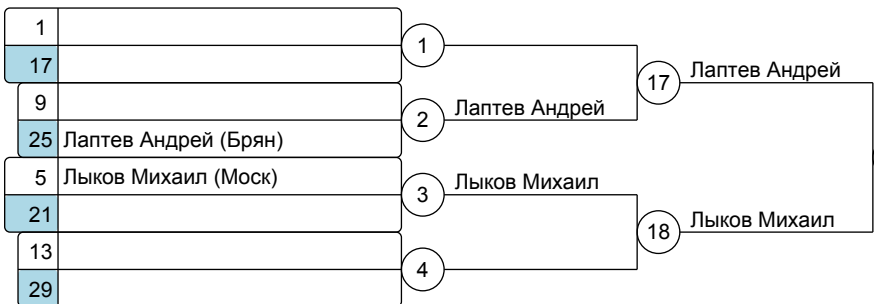 1
17
1
9
25 Лаптев Андрей (Брян)
2 Лаптев Андрей
17 Лаптев Андрей
5 Лыков Михаил (Моск)
21
3 Лыков Михаил
18 Лыков Михаил
13
29
4